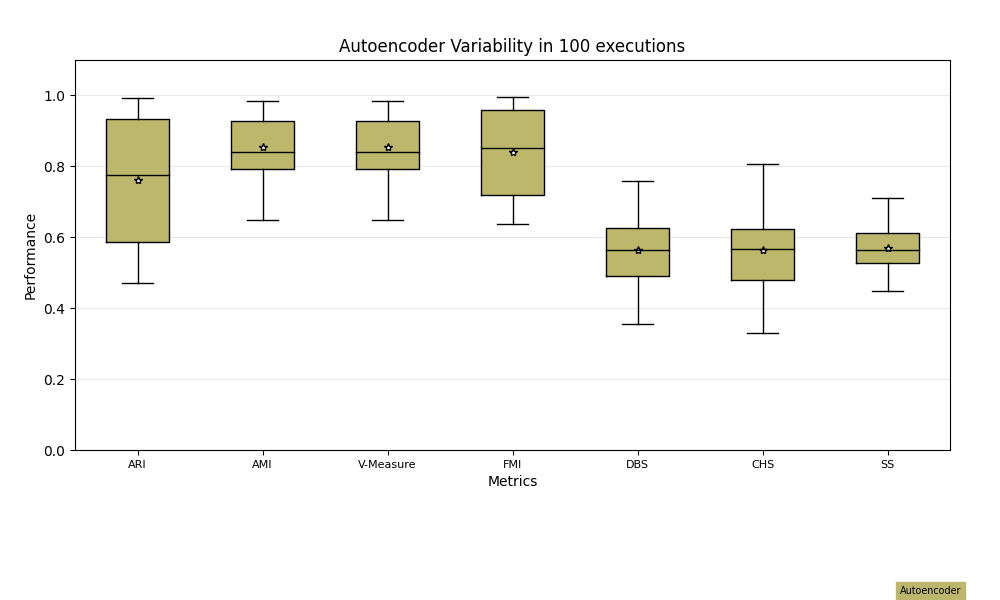 Autoencoder Variability in 100 executions
Performance
1.0
0.8
0.6
0.4
0.2
0.0
ARI AMI V-Measure FMI DBS CHS SS
Metrics
Autoencoder